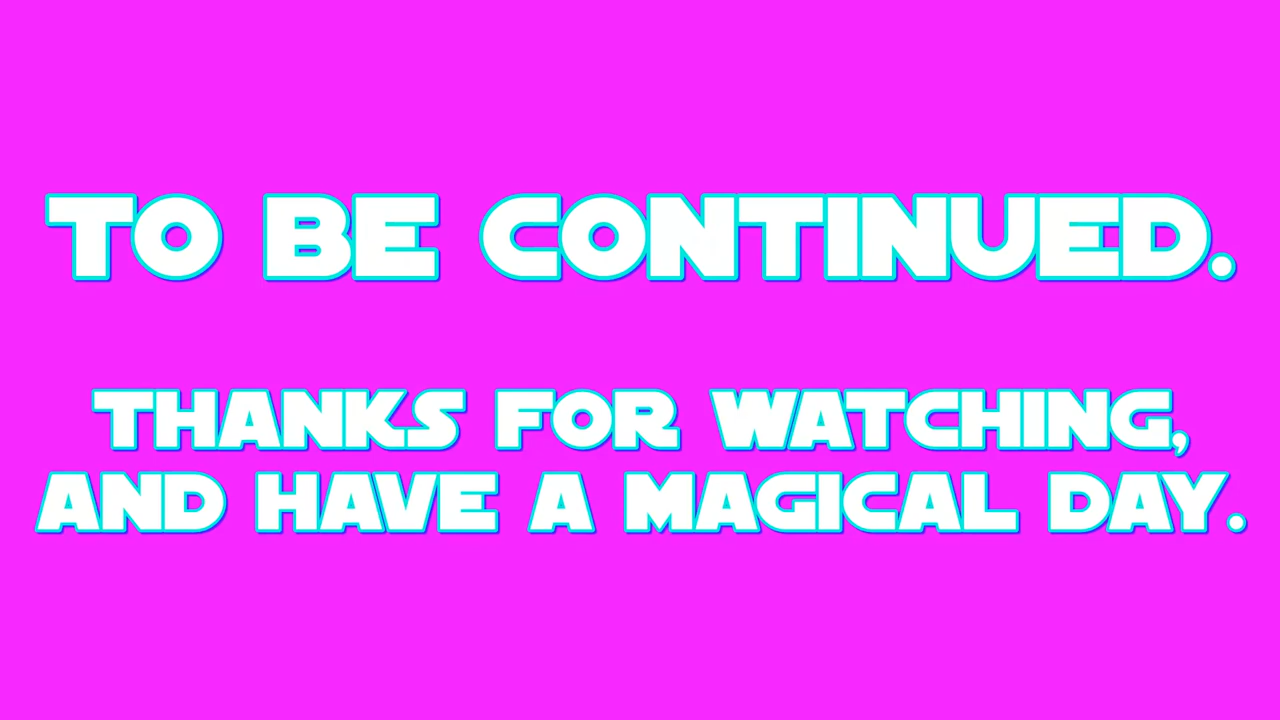 TO BE CONTINUED.
THANKS FOR WATCHING,
AND HAVE A MAGICAL DAY.